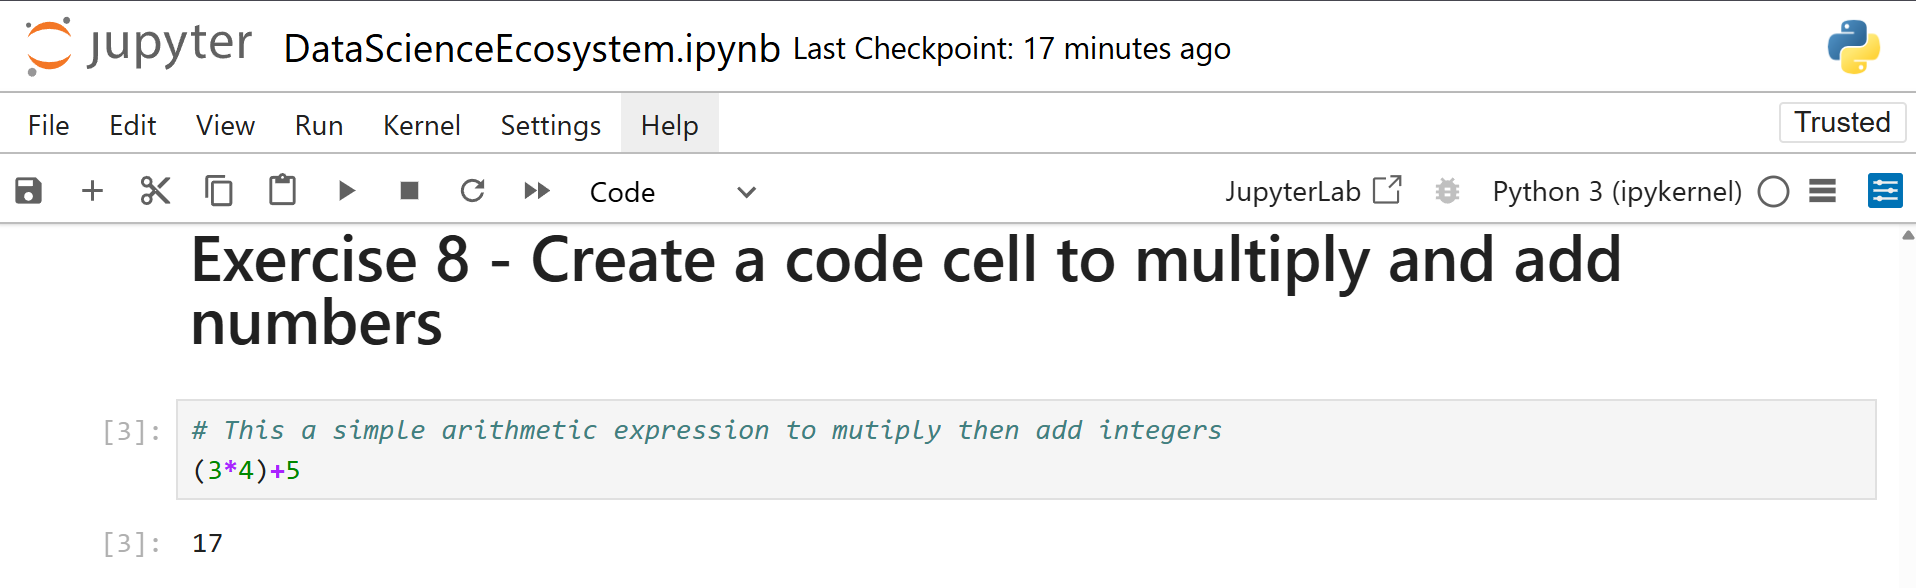 jupyter DataScienceEcosystem.ipynb Last Checkpoint: 17 minutes ago
File Edit View Run Kernel Settings Help Trusted
Code JupyterLab Python 3 (ipykernel)
Exercise 8 - Create a code cell to multiply and add
numbers
[3]: # This a simple arithmetic expression to mutiply then add integers
(3*4)+5
[3]: 17